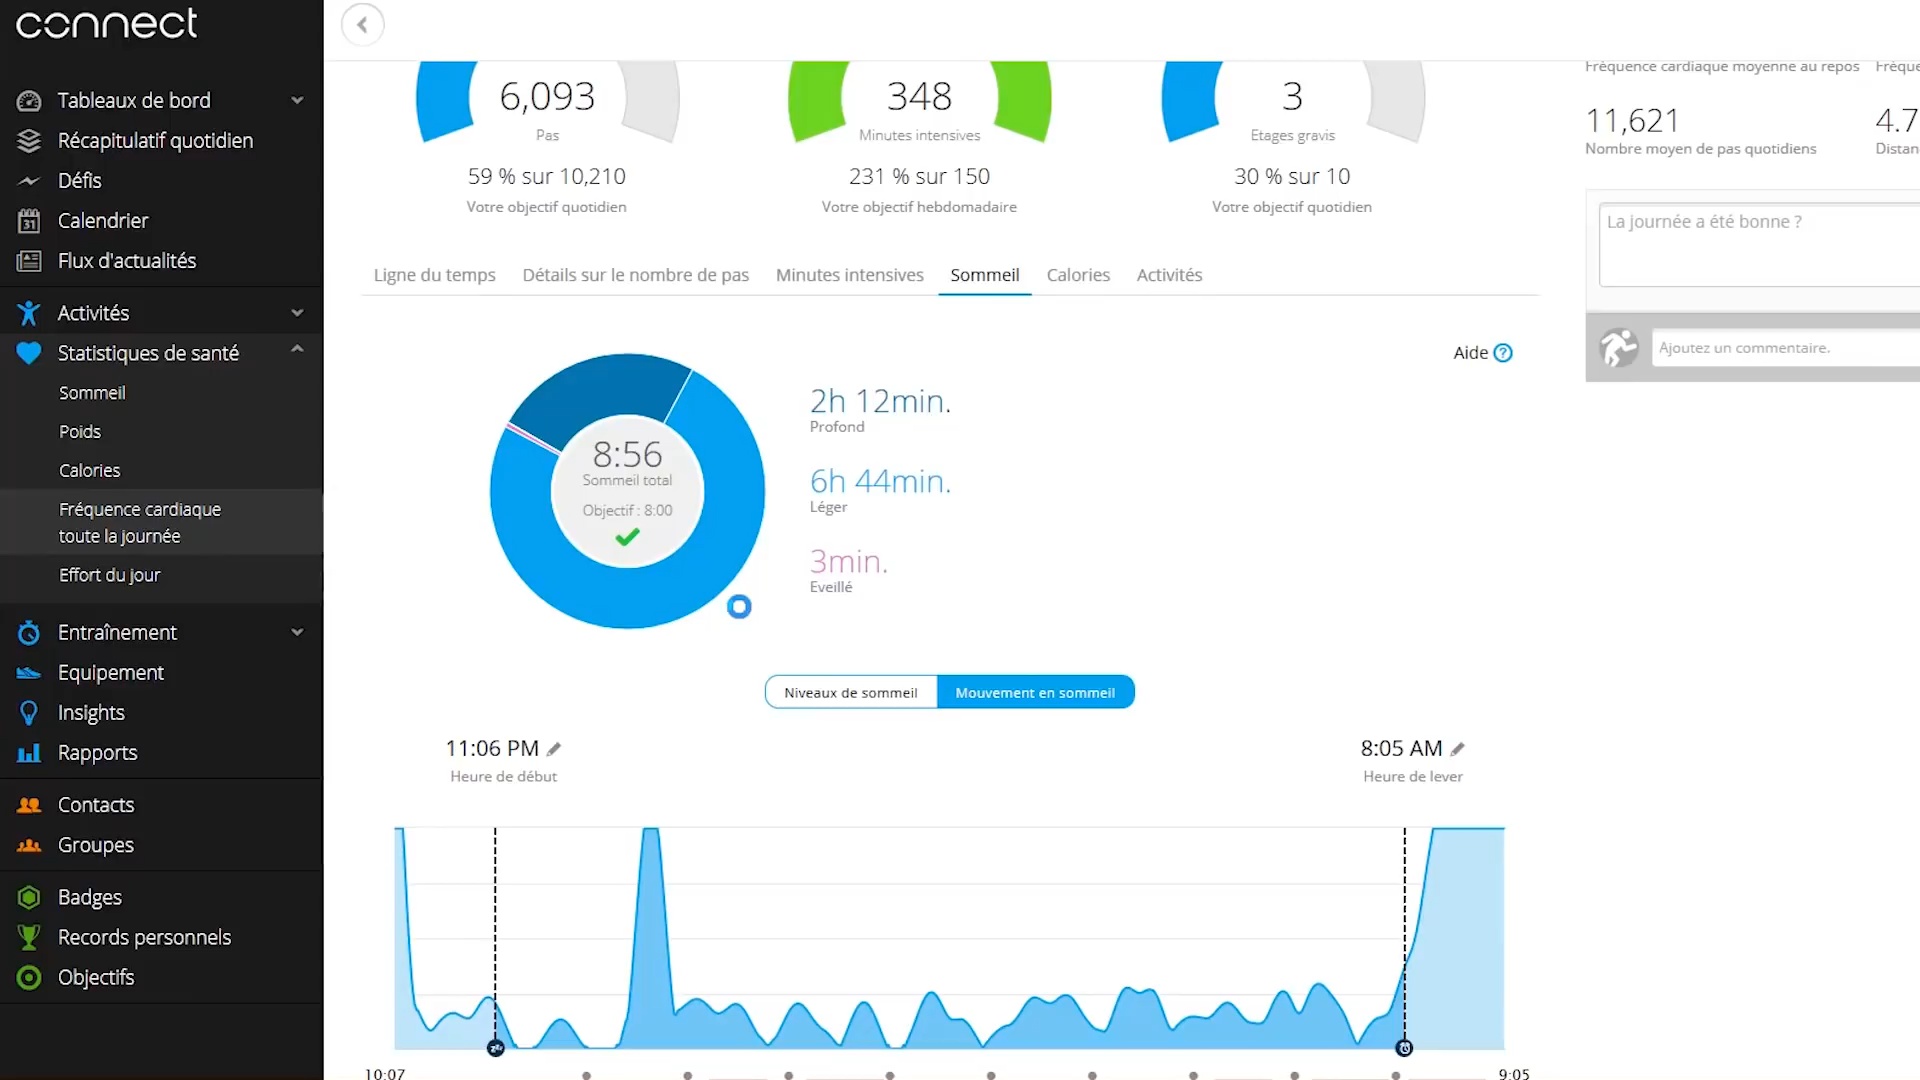 connect
Tableaux de bord
Récapitulatif quotidien
Défis
31
Calendrier
Flux d'actualités
Activités
Statistiques de santé
Sommeil
Poids
Calories
Fréquence cardiaque
toute la journée
Effort du jour
Entraînement
Equipement
Insights
Rapports
Contacts
Groupes
Badges
Records personnels
Objectifs
6,093
Pas
59 % sur 10,210
Votre objectif quotidien
348
Minutes intensives
231 % sur 150
Votre objectif hebdomadaire
3
Etages gravis
30 % sur 10
Votre objectif quotidien
Fréquence cardiaque moyenne au repos
11,621
Nombre moyen de pas quotidiens
4.7
La journée a été bonne ?
Ajoutez un commentaire.
Ligne du temps Détails sur le nombre de pas Minutes intensives Sommeil Calories Activités
Aide ?
8:56
Sommeil total
Objectif : 8:00
2h 12min.
Profond
6h 44min.
Léger
3min.
Eveillé
Niveaux de sommeil Mouvement en sommeil
11:06 PM
Heure de début
8:05 AM
Heure de lever
10:07
9:05